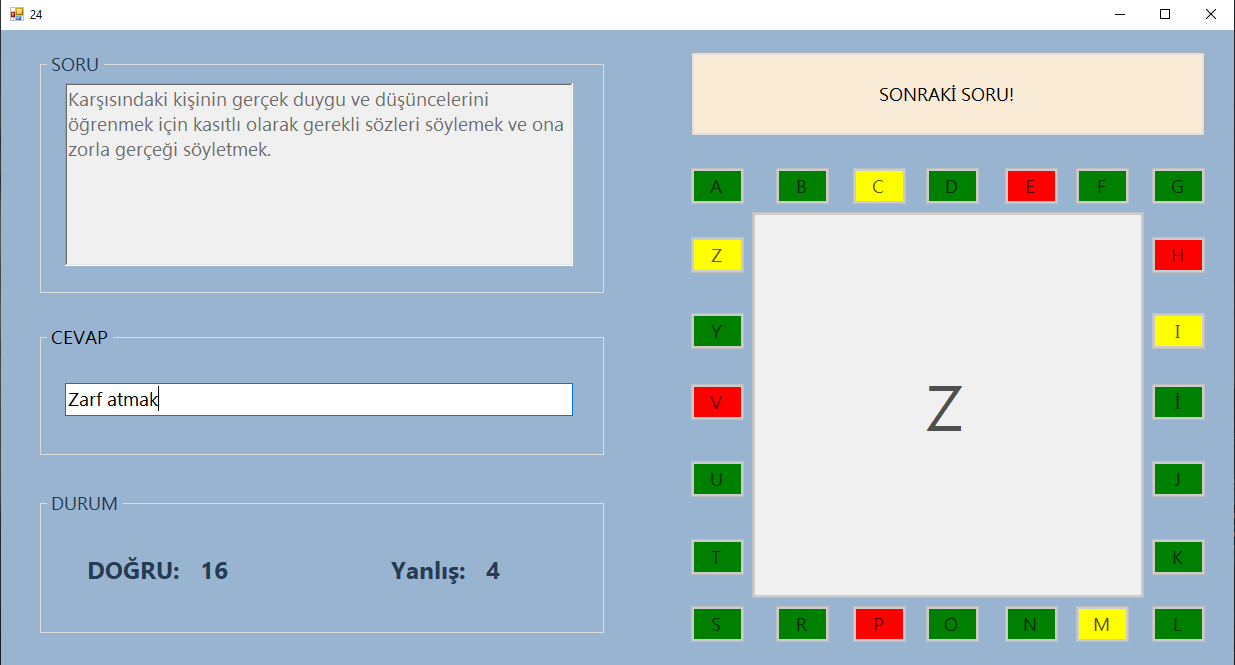 24
SORU
Karşısındaki kişinin gerçek duygu ve düşüncelerini
öğrenmek için kasıtlı olarak gerekli sözleri söylemek ve ona
zorla gerçeği söyletmek.
CEVAP
Zarf atmak
DURUM
DOĞRU: 16 Yanlış: 4
SONRAKİ SORU!
A B C D E F G
Z H
Y I
Z
V İ
U J
T K
S R P O N M L